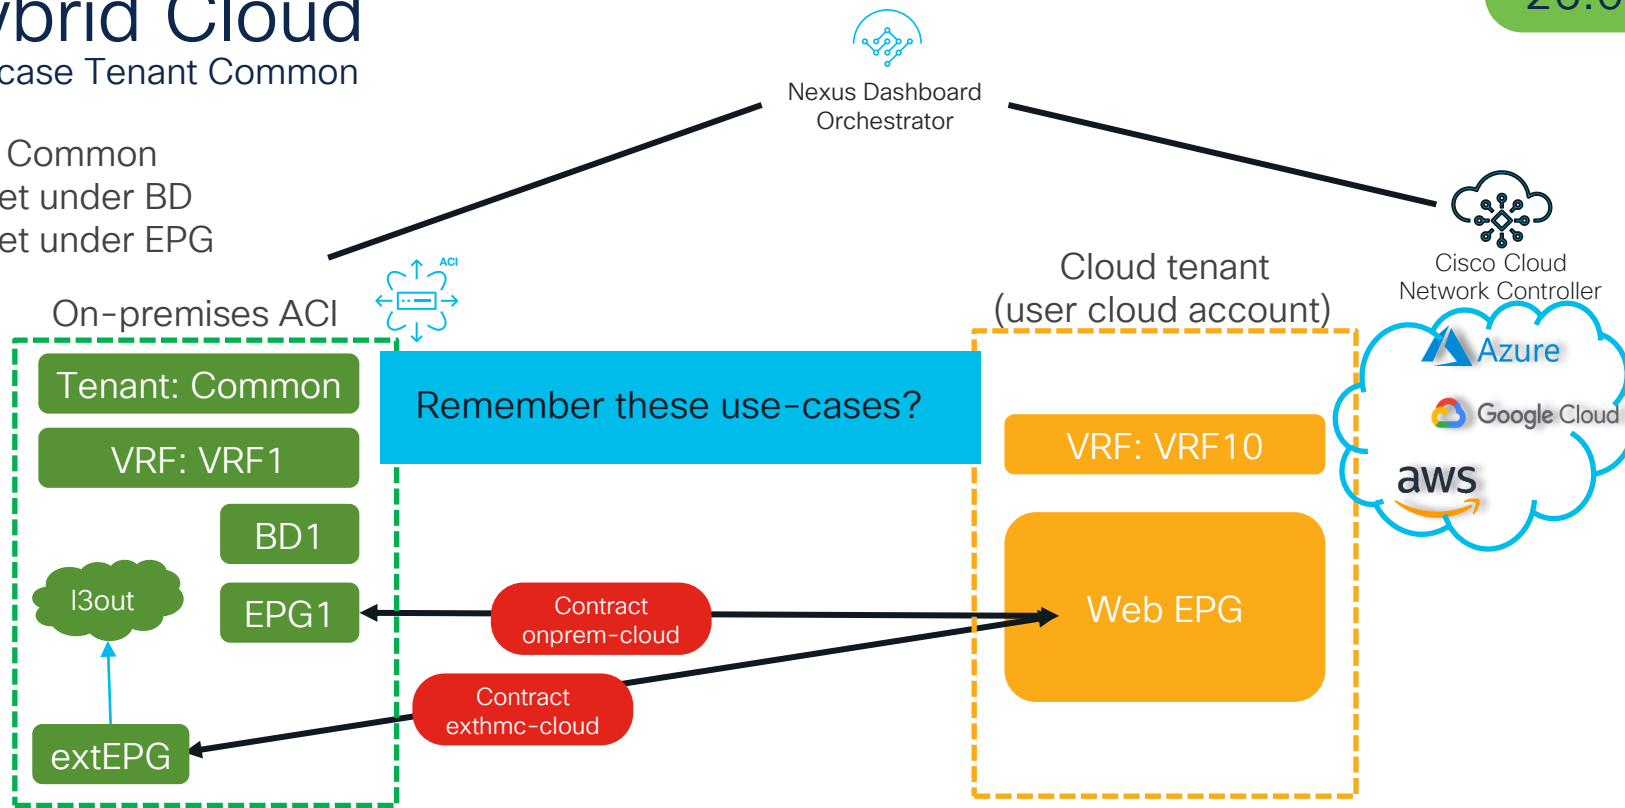 ybrid Cloud
case Tenant Common
Common
et under BD
et under EPG
Nexus Dashboard
Orchestrator
Cisco Cloud
Network Controller
On-premises ACI
ACI
Cloud tenant
(user cloud account)
Tenant: Common
VRF: VRF1
BD1
EPG1
l3out
extEPG
Remember these use-cases?
Contract
onprem-cloud
Contract
exthmc-cloud
VRF: VRF10
Web EPG
Azure
Google Cloud
aws